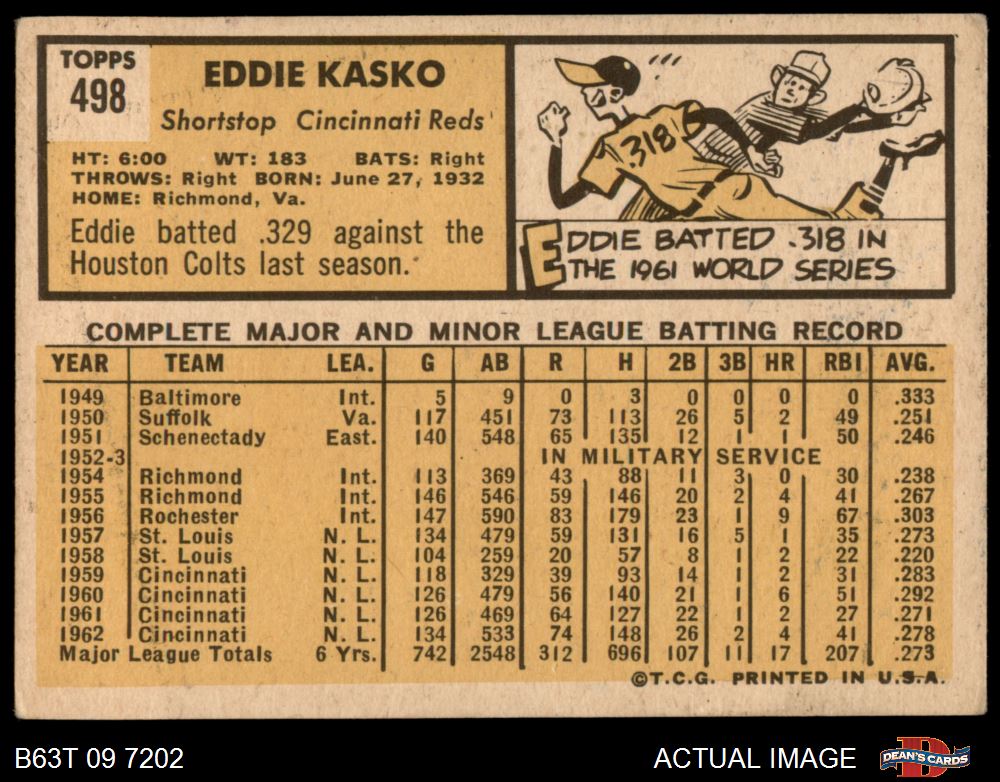 TOPPS
498
EDDIE KASKO
Shortstop Cincinnati Reds
HT: 6:00 WT: 183 BATS: Right
THROWS: Right BORN: June 27, 1932
HOME: Richmond, Va.
Eddie batted .329 against the
Houston Colts last season.
.318
EDDIE BATTED .318 IN
THE 1961 WORLD SERIES
COMPLETE MAJOR AND MINOR LEAGUE BATTING RECORD
YEAR TEAM LEA. G AB R H 2B 3B HR RBI AVG.
1949 Baltimore Int. 5 9 0 3 0 0 0 0 .333
1950 Suffolk Va. 117 451 73 113 26 5 2 49 .251
1951 Schenectady East. 140 548 65 135 12 1 1 50 .246
1952-3 IN MILITARY SERVICE
1954 Richmond Int. 113 369 43 88 11 3 0 30 .238
1955 Richmond Int. 146 546 59 146 20 2 4 41 .267
1956 Rochester Int. 147 590 83 179 23 1 9 67 .303
1957 St. Louis N. L. 134 479 59 131 16 5 1 35 .273
1958 St. Louis N. L. 104 259 20 57 8 1 2 22 .220
1959 Cincinnati N. L. 118 329 39 93 14 1 2 31 .283
1960 Cincinnati N. L. 126 479 56 140 21 1 6 51 .292
1961 Cincinnati N. L. 126 469 64 127 22 1 2 27 .271
1962 Cincinnati N. L. 134 533 74 148 26 2 4 41 .278
Major League Totals 6 Yrs. 742 2548 312 696 107 11 17 207 .273
©T.C.G. PRINTED IN U.S.A.
B63T 09 7202 ACTUAL IMAGE
DEAN'S CARDS